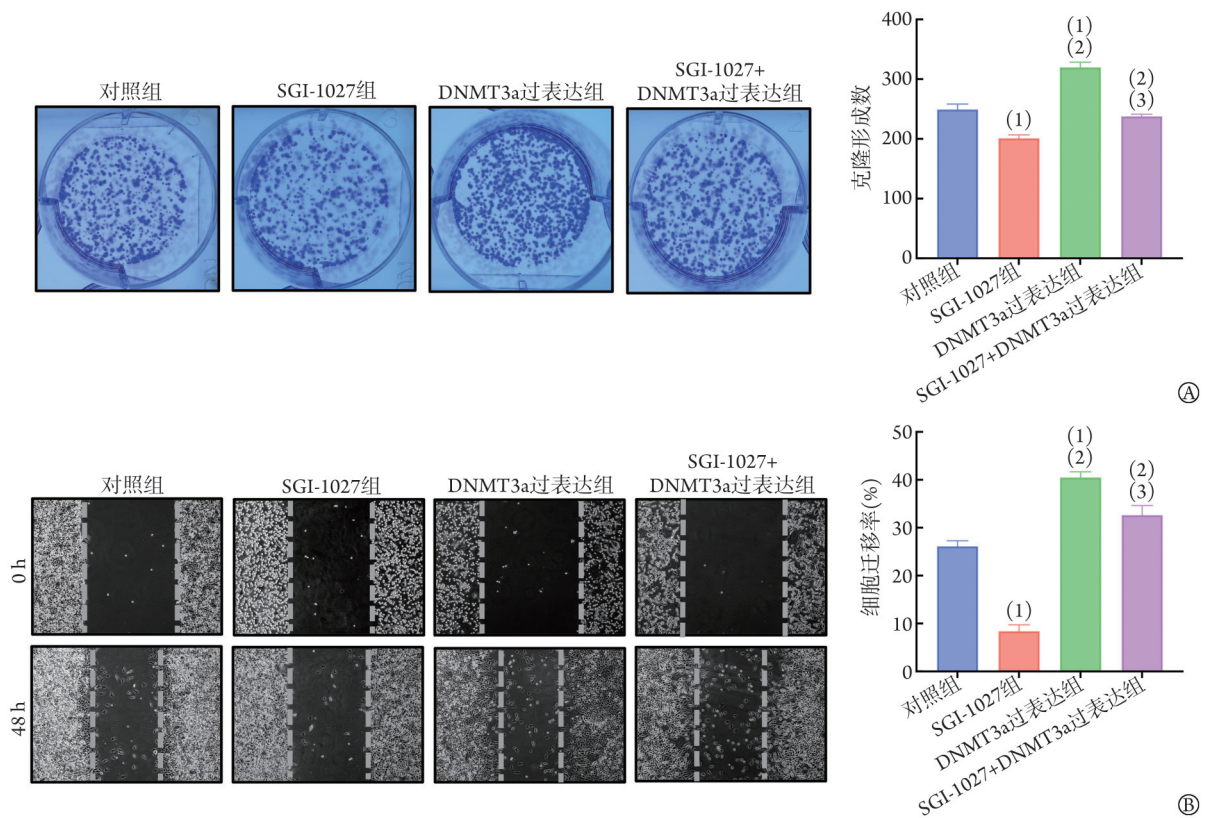 对照组
SGI-1027组
DNMT3a过表达组
SGI-1027+
DNMT3a过表达组
克隆形成数
400
300
200
100
0
(1)
(1)
(2)
(2)
(3)
对照组
SGI-1027组
DNMT3a过表达组
SGI-1027+DNMT3a过表达组
Ⓐ
对照组
SGI-1027组
DNMT3a过表达组
SGI-1027+
DNMT3a过表达组
0 h
48 h
细胞迁移率(%)
50
40
30
20
10
0
(1)
(1)
(2)
(2)
(3)
对照组
SGI-1027组
DNMT3a过表达组
SGI-1027+DNMT3a过表达组
Ⓑ